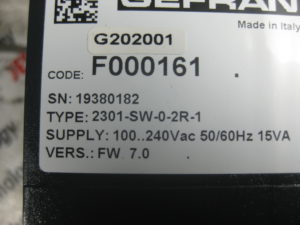 GEFRAN
Made in Italy
G202001
CODE: F000161 .
SN: 19380182
TYPE: 2301-SW-0-2R-1
SUPPLY: 100..240Vac 50/60Hz 15VA
VERS.: FW 7.0